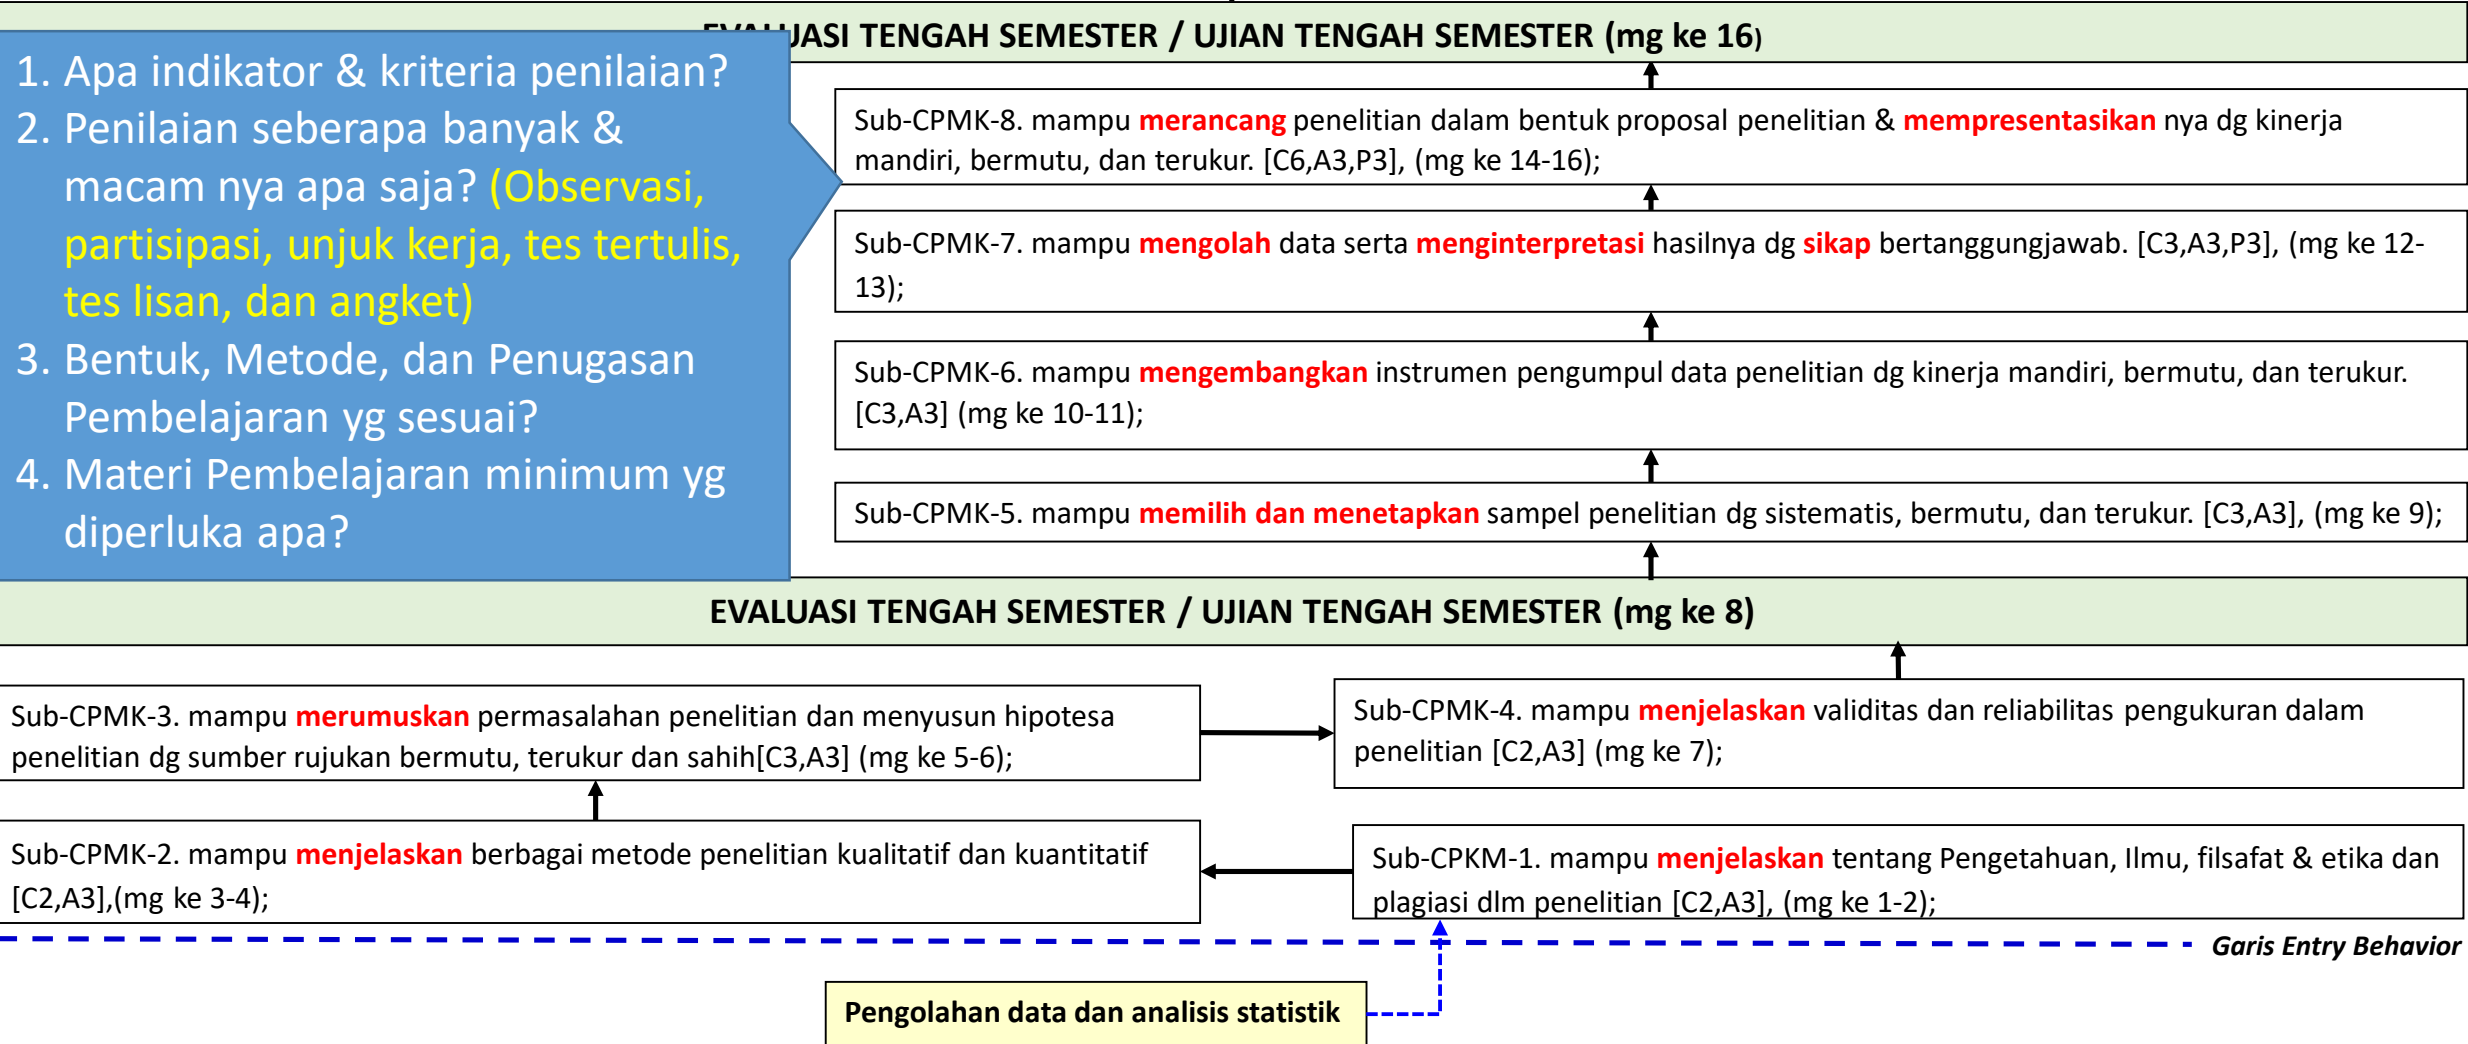 EVALUASI TENGAH SEMESTER / UJIAN TENGAH SEMESTER (mg ke 16)
1. Apa indikator & kriteria penilaian?
2. Penilaian seberapa banyak &
macam nya apa saja? (Observasi,
partisipasi, unjuk kerja, tes tertulis,
tes lisan, dan angket)
3. Bentuk, Metode, dan Penugasan
Pembelajaran yg sesuai?
4. Materi Pembelajaran minimum yg
diperluka apa?
Sub-CPMK-8. mampu merancang penelitian dalam bentuk proposal penelitian & mempresentasikan nya dg kinerja
mandiri, bermutu, dan terukur. [C6,A3,P3], (mg ke 14-16);
Sub-CPMK-7. mampu mengolah data serta menginterpretasi hasilnya dg sikap bertanggungjawab. [C3,A3,P3], (mg ke 12-
13);
Sub-CPMK-6. mampu mengembangkan instrumen pengumpul data penelitian dg kinerja mandiri, bermutu, dan terukur.
[C3,A3] (mg ke 10-11);
Sub-CPMK-5. mampu memilih dan menetapkan sampel penelitian dg sistematis, bermutu, dan terukur. [C3,A3], (mg ke 9);
EVALUASI TENGAH SEMESTER / UJIAN TENGAH SEMESTER (mg ke 8)
Sub-CPMK-3. mampu merumuskan permasalahan penelitian dan menyusun hipotesa
penelitian dg sumber rujukan bermutu, terukur dan sahih[C3,A3] (mg ke 5-6);
Sub-CPMK-4. mampu menjelaskan validitas dan reliabilitas pengukuran dalam
penelitian [C2,A3] (mg ke 7);
Sub-CPMK-2. mampu menjelaskan berbagai metode penelitian kualitatif dan kuantitatif
[C2,A3],(mg ke 3-4);
Sub-CPKM-1. mampu menjelaskan tentang Pengetahuan, Ilmu, filsafat & etika dan
plagiasi dlm penelitian [C2,A3], (mg ke 1-2);
Garis Entry Behavior
Pengolahan data dan analisis statistik